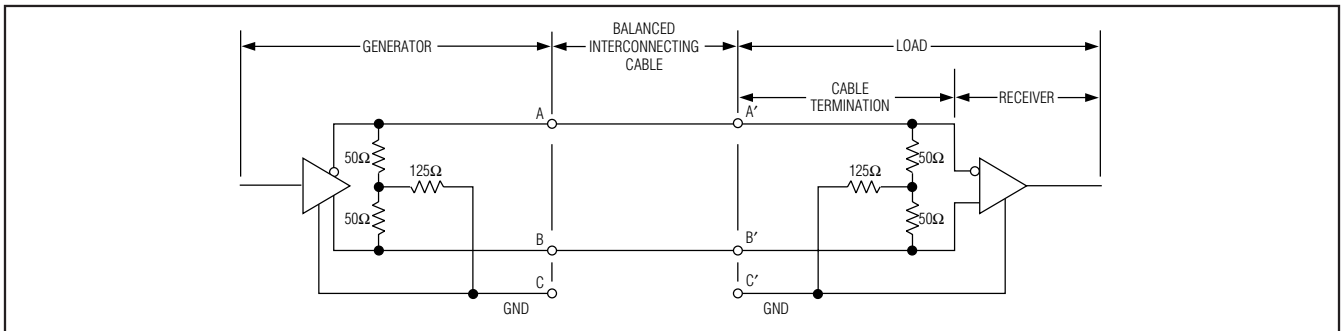 BALANCED
INTERCONNECTING
CABLE
GENERATOR
LOAD
CABLE
TERMINATION
RECEIVER
A
A′
50Ω
125Ω
50Ω
125Ω
50Ω
50Ω
B
B′
C
C′
GND
GND